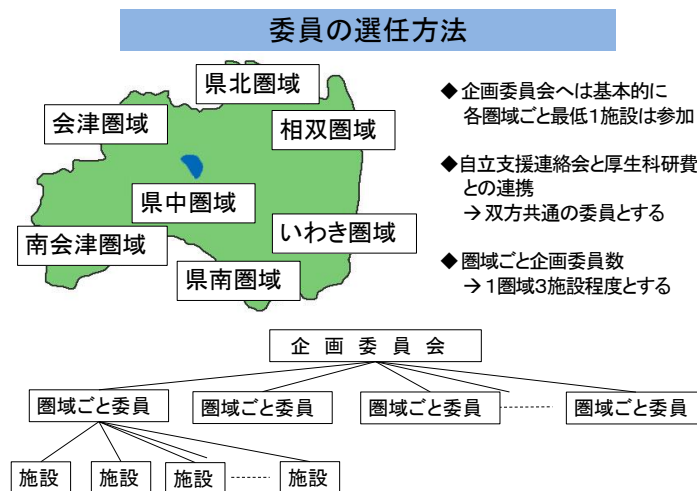 委員の選任方法
県北圏域
会津圏域
相双圏域
県中圏域
南会津圏域
いわき圏域
県南圏域
◆ 企画委員会へは基本的に
各圏域ごと最低1施設は参加
◆ 自立支援連絡会と厚生科研費
との連携
→ 双方共通の委員とする
◆ 圏域ごと企画委員数
→ 1圏域3施設程度とする
企 画 委 員 会
圏域ごと委員 圏域ごと委員 圏域ごと委員 圏域ごと委員
施設 施設 施設 施設